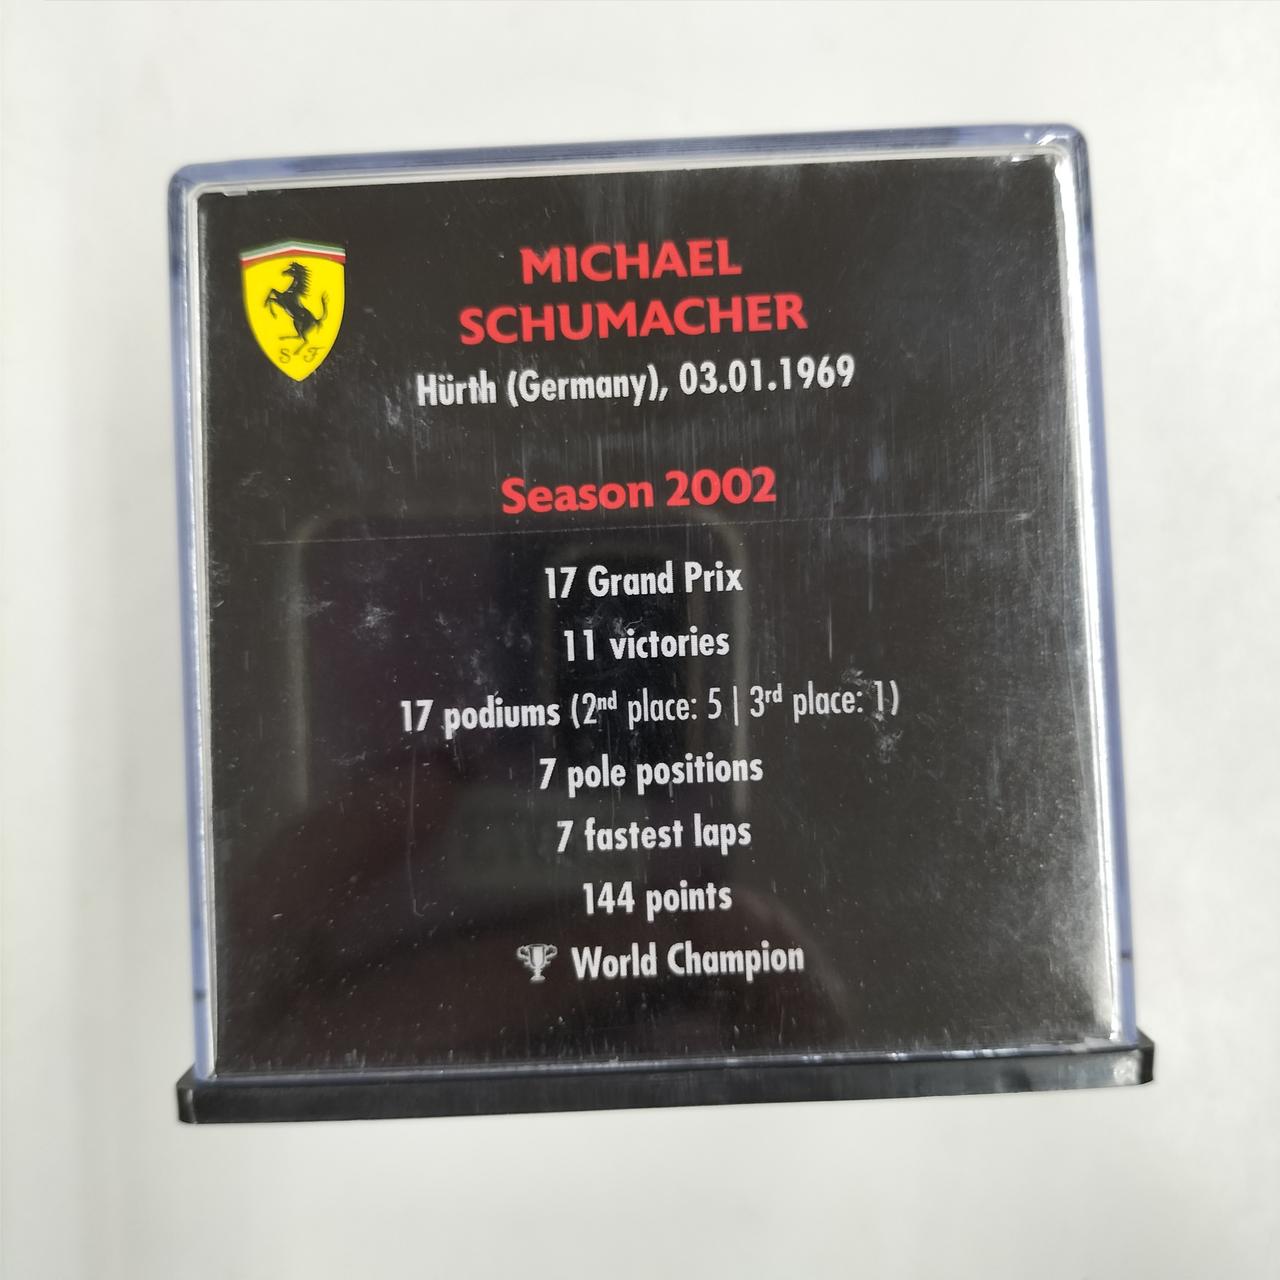 S F
MICHAEL
SCHUMACHER
Hürth (Germany), 03.01.1969
Season 2002
17 Grand Prix
11 victories
17 podiums (2nd place: 5 | 3rd place: 1)
7 pole positions
7 fastest laps
144 points
World Champion